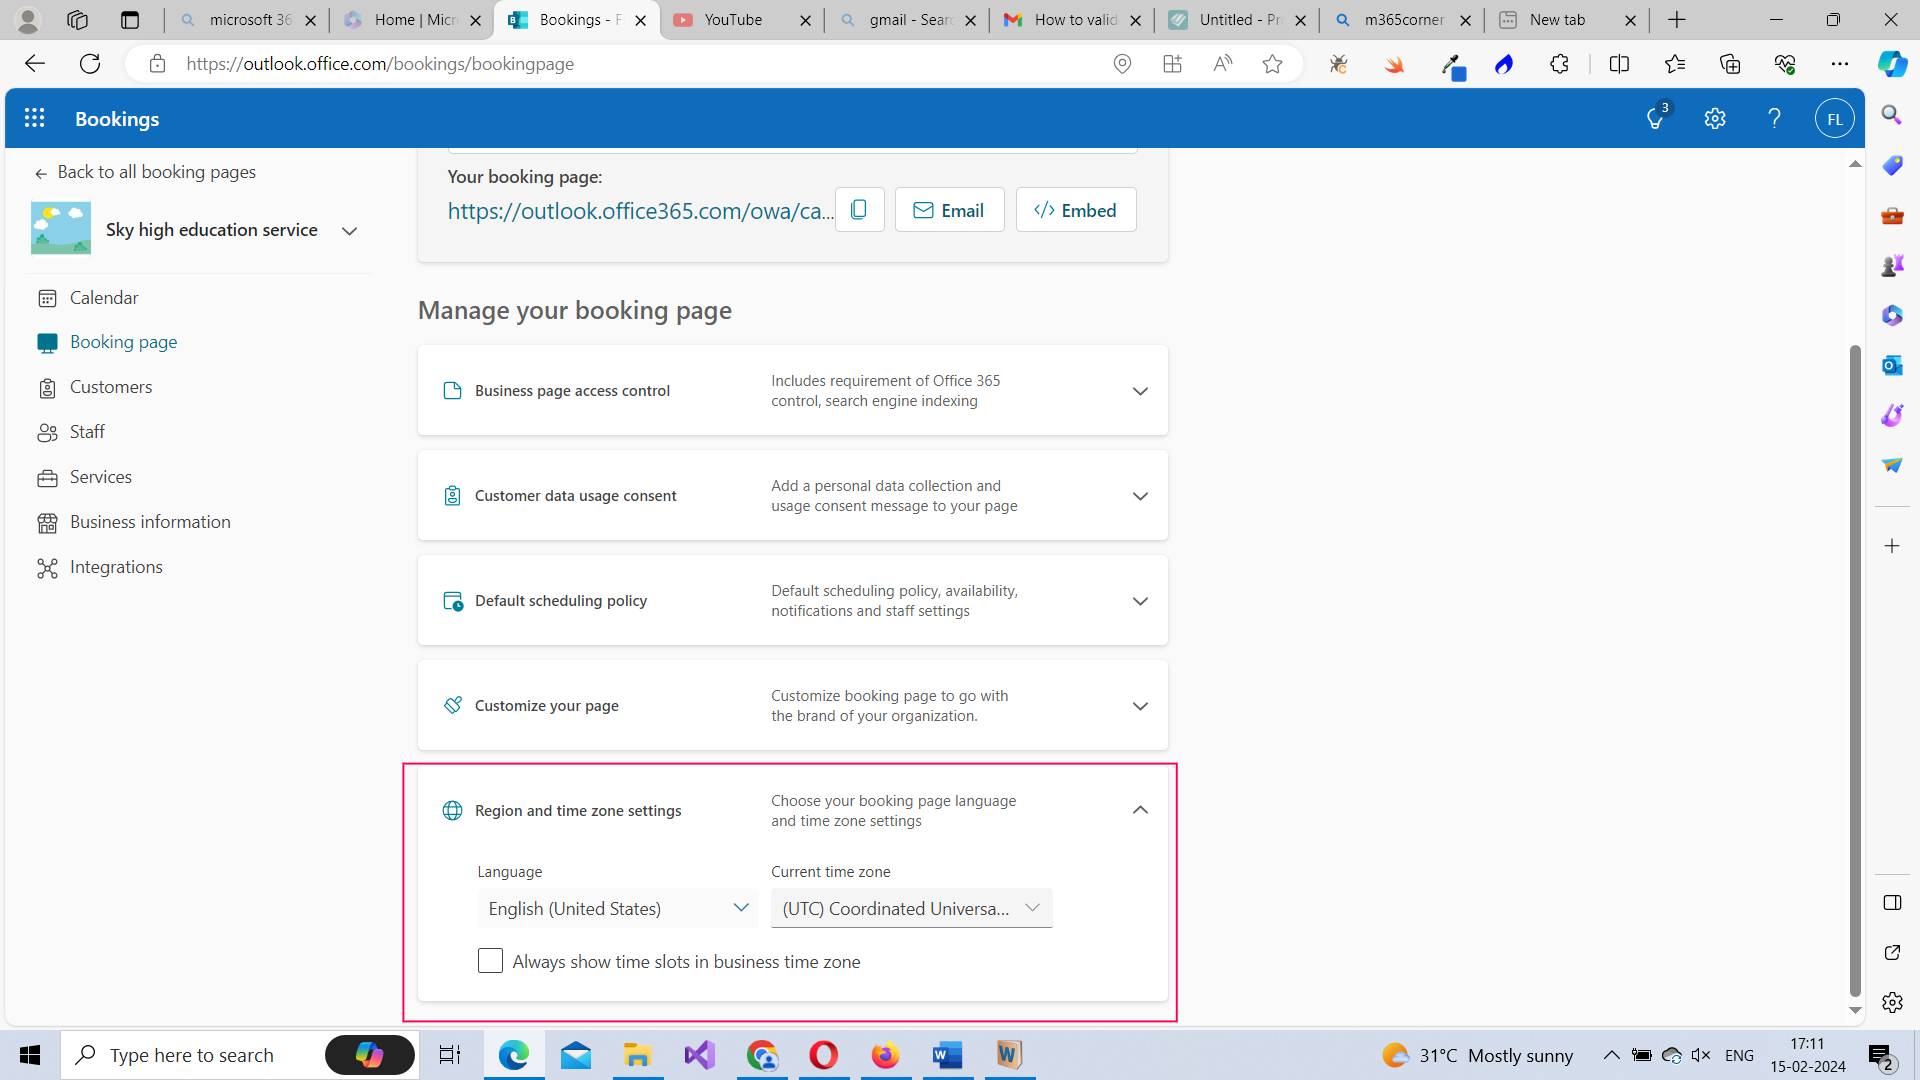 microsoft 36
Home | Micr
Bookings - F
YouTube
gmail - Searc
How to valid
Untitled - Pr
m365corner
New tab
https://outlook.office.com/bookings/bookingpage
Bookings
3
FL
Back to all booking pages
Sky high education service
Calendar
Booking page
Customers
Staff
Services
Business information
Integrations
Your booking page:
https://outlook.office365.com/owa/ca...
Email
Embed
Manage your booking page
Business page access control
Includes requirement of Office 365
control, search engine indexing
Customer data usage consent
Add a personal data collection and
usage consent message to your page
Default scheduling policy
Default scheduling policy, availability,
notifications and staff settings
Customize your page
Customize booking page to go with
the brand of your organization.
Region and time zone settings
Choose your booking page language
and time zone settings
Language
Current time zone
English (United States)
(UTC) Coordinated Universa...
Always show time slots in business time zone
Type here to search
31°C Mostly sunny
ENG
17:11
15-02-2024
2